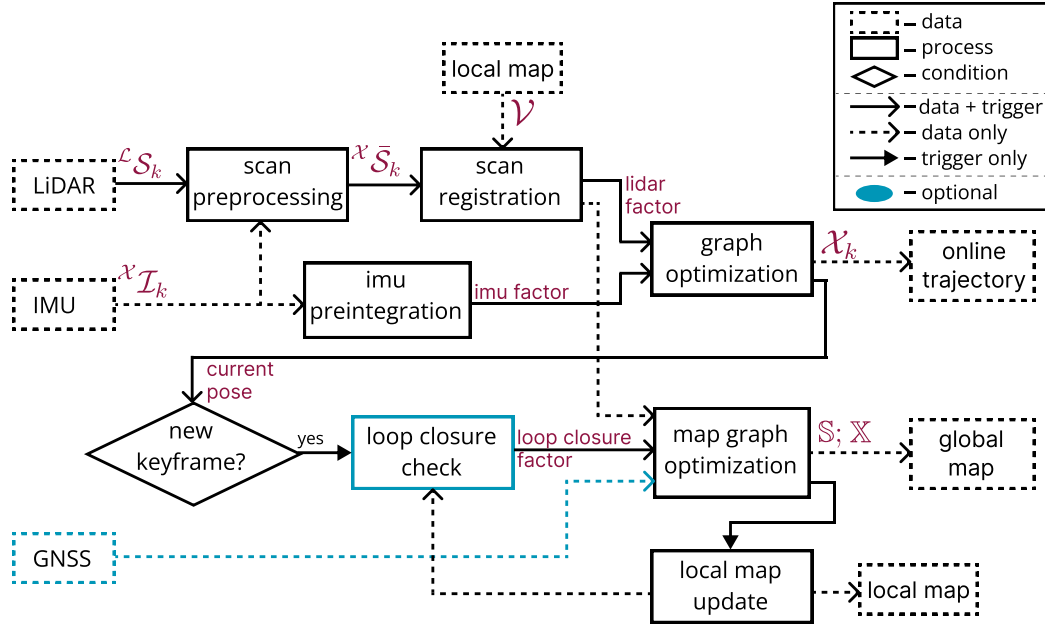 data
process
condition
data + trigger
data only
trigger only
optional
local map
𝒱
LiDAR
ᴸ𝒮ₖ
scan
preprocessing
ˣ𝒮̄ₖ
scan
registration
lidar
factor
graph
optimization
𝒳ₖ
online
trajectory
IMU
ˣℐₖ
imu
preintegration
imu factor
current
pose
new
keyframe?
yes
loop closure
check
loop closure
factor
map graph
optimization
𝕊; 𝕏
global
map
GNSS
local map
update
local map